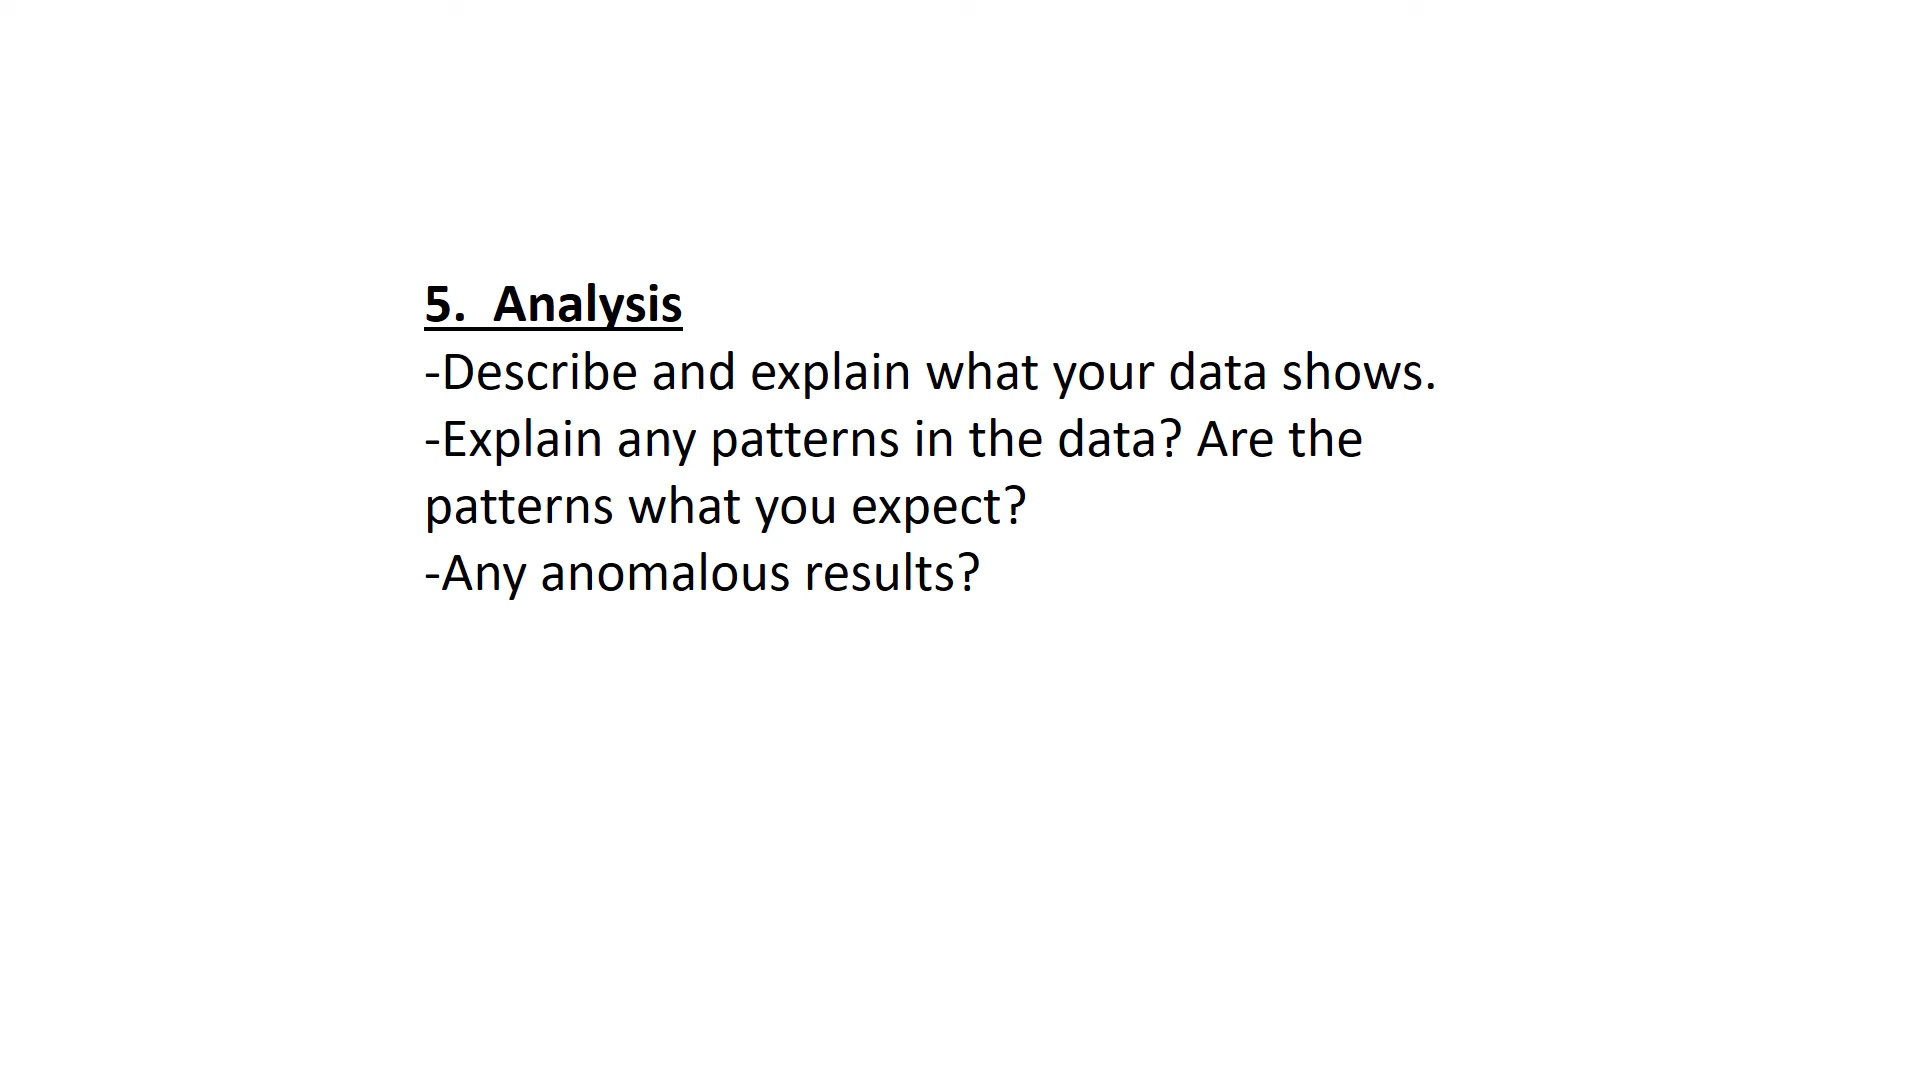 5.  Analysis
-Describe and explain what your data shows.
-Explain any patterns in the data? Are the
patterns what you expect?
-Any anomalous results?